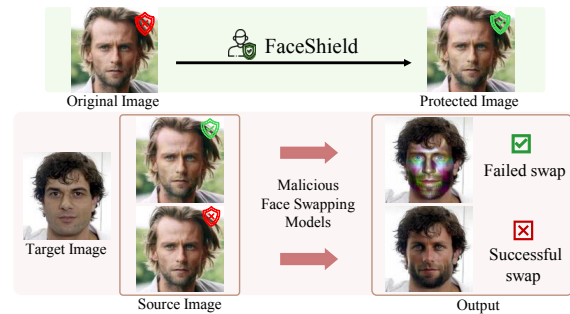 FaceShield
Original Image
Protected Image
Target Image
Malicious
Face Swapping
Models
Failed swap
Successful
swap
Source Image
Output